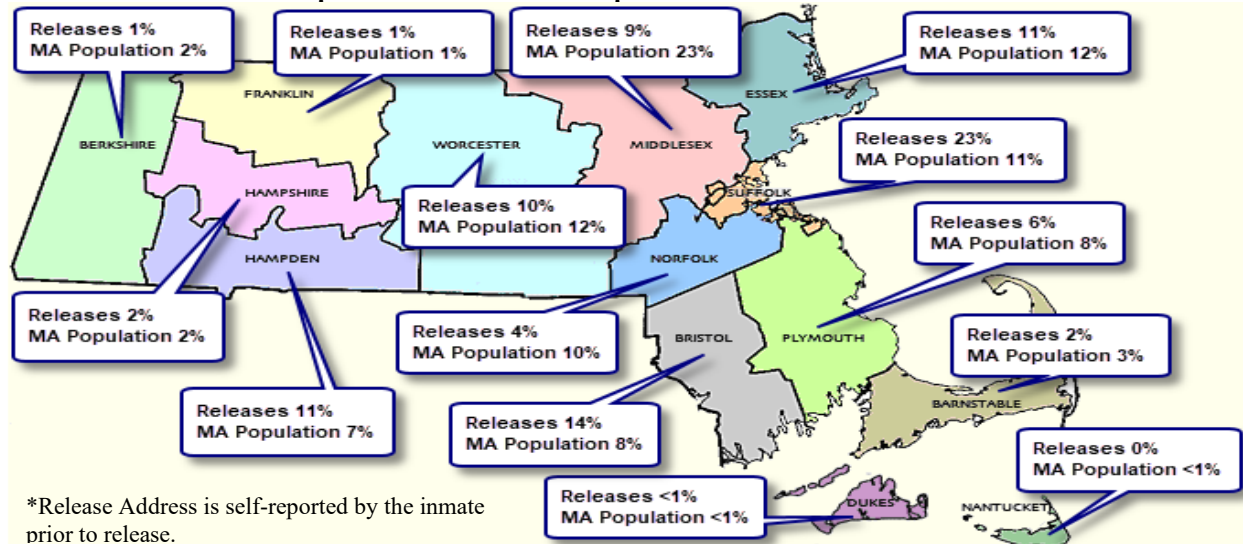 Releases 1%
MA Population 2%
Releases 1%
MA Population 1%
Releases 9%
MA Population 23%
Releases 11%
MA Population 12%
FRANKLIN
ESSEX
BERKSHIRE
WORCESTER
MIDDLESEX
Releases 23%
MA Population 11%
HAMPSHIRE
SUFFOLK
Releases 10%
MA Population 12%
Releases 6%
MA Population 8%
HAMPDEN
NORFOLK
Releases 2%
MA Population 2%
Releases 4%
MA Population 10%
BRISTOL
PLYMOUTH
Releases 2%
MA Population 3%
Releases 11%
MA Population 7%
Releases 14%
MA Population 8%
BARNSTABLE
Releases 0%
MA Population <1%
Releases <1%
MA Population <1%
DUKES
NANTUCKET
*Release Address is self-reported by the inmate
prior to release.